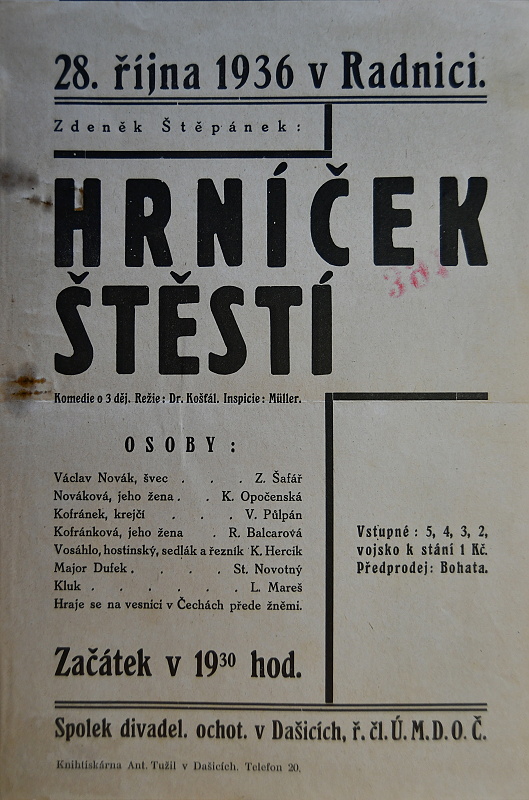 28. října 1936 v Radnici.
Zdeněk Štěpánek:
HRNÍČEK
ŠTĚSTÍ
Komedie o 3 děj. Režie: Dr. Košťál. Inspicie: Müller.
OSOBY:
Václav Novák, švec . . . Z. Šafář
Nováková, jeho žena . . K. Opočenská
Kofránek, krejčí . . . V. Půlpán
Kofránková, jeho žena . R. Balcarová
Vosáhlo, hostinský, sedlák a řezník K. Hercík
Major Dufek . . . . St. Novotný
Kluk . . . . . . L. Mareš
Hraje se na vesnici v Čechách přede žněmi.
Vstupné: 5, 4, 3, 2,
vojsko k stání 1 Kč.
Předprodej: Bohata.
Začátek v 19³⁰ hod.
Spolek divadel. ochot. v Dašicích, ř. čl. Ú. M. D. O. Č.
Knihtiskárna Ant. Tužil v Dašicích. Telefon 20.